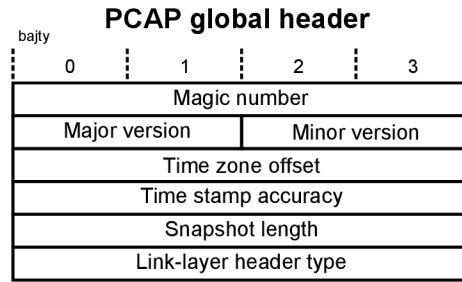 PCAP global header
bajty
0 1 2 3
Magic number
Major version Minor version
Time zone offset
Time stamp accuracy
Snapshot length
Link-layer header type